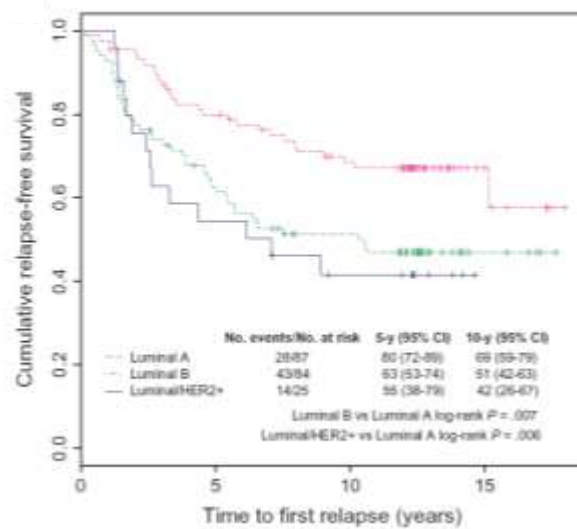 Cumulative relapse-free survival
1.0
0.8
0.6
0.4
0.2
0.0
No. events/No. at risk 5-y (95% CI) 10-y (95% CI)
Luminal A 28/87 80 (72-89) 69 (59-79)
Luminal B 43/84 63 (53-74) 51 (42-63)
Luminal/HER2+ 14/25 55 (38-79) 42 (26-67)
Luminal B vs Luminal A log-rank P = .007
Luminal/HER2+ vs Luminal A log-rank P = .006
0 5 10 15
Time to first relapse (years)